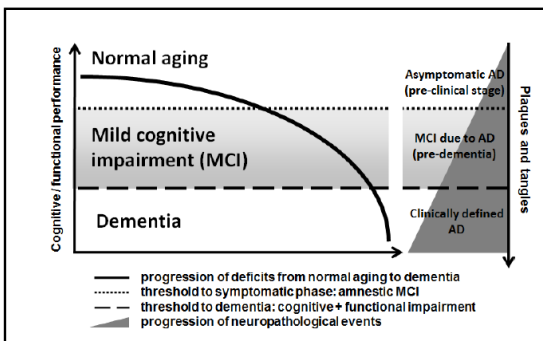 Normal aging
Mild cognitive
impairment (MCI)
Dementia
Cognitive / functional performance
Asymptomatic AD
(pre-clinical stage)
MCI due to AD
(pre-dementia)
Clinically defined
AD
Plaques and tangles
progression of deficits from normal aging to dementia
threshold to symptomatic phase: amnestic MCI
threshold to dementia: cognitive + functional impairment
progression of neuropathological events